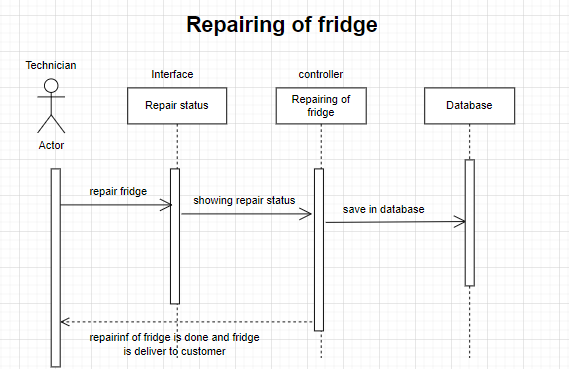 Repairing of fridge
Technician
Interface
controller
Repair status
Repairing of
fridge
Database
Actor
repair fridge
showing repair status
save in database
repairinf of fridge is done and fridge
is deliver to customer